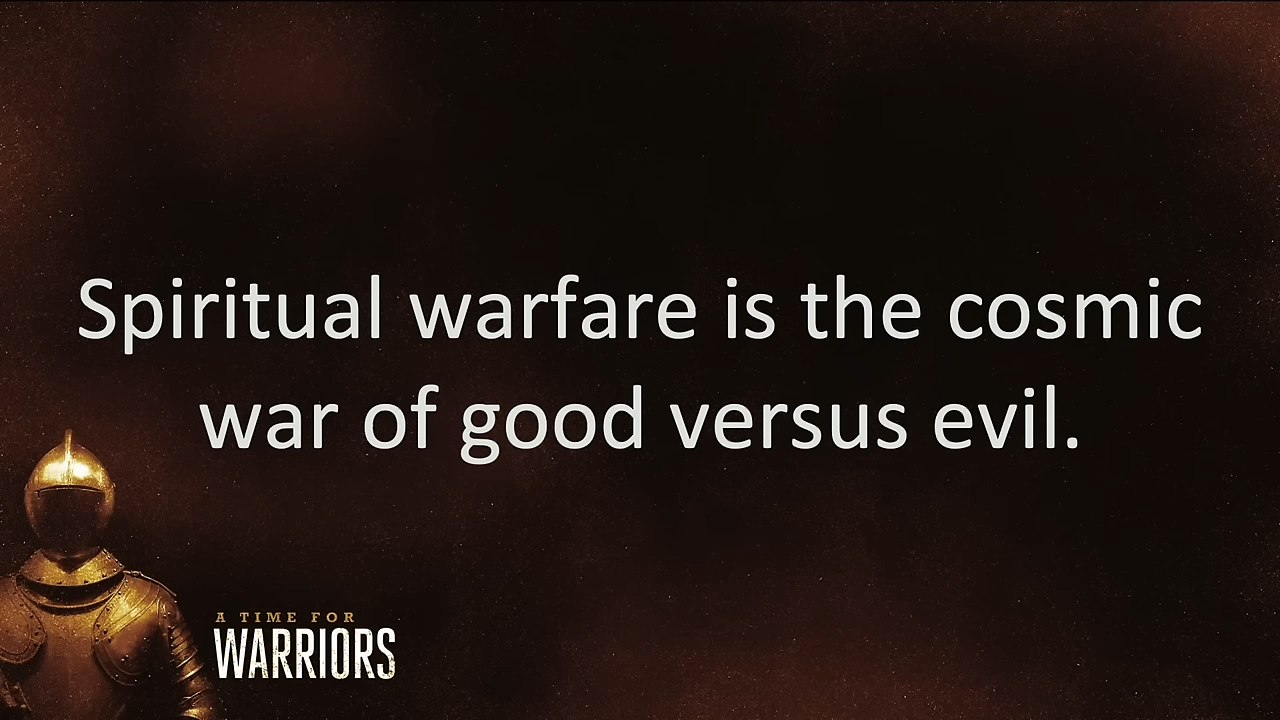 Spiritual warfare is the cosmic
war of good versus evil.
A TIME FOR
WARRIORS